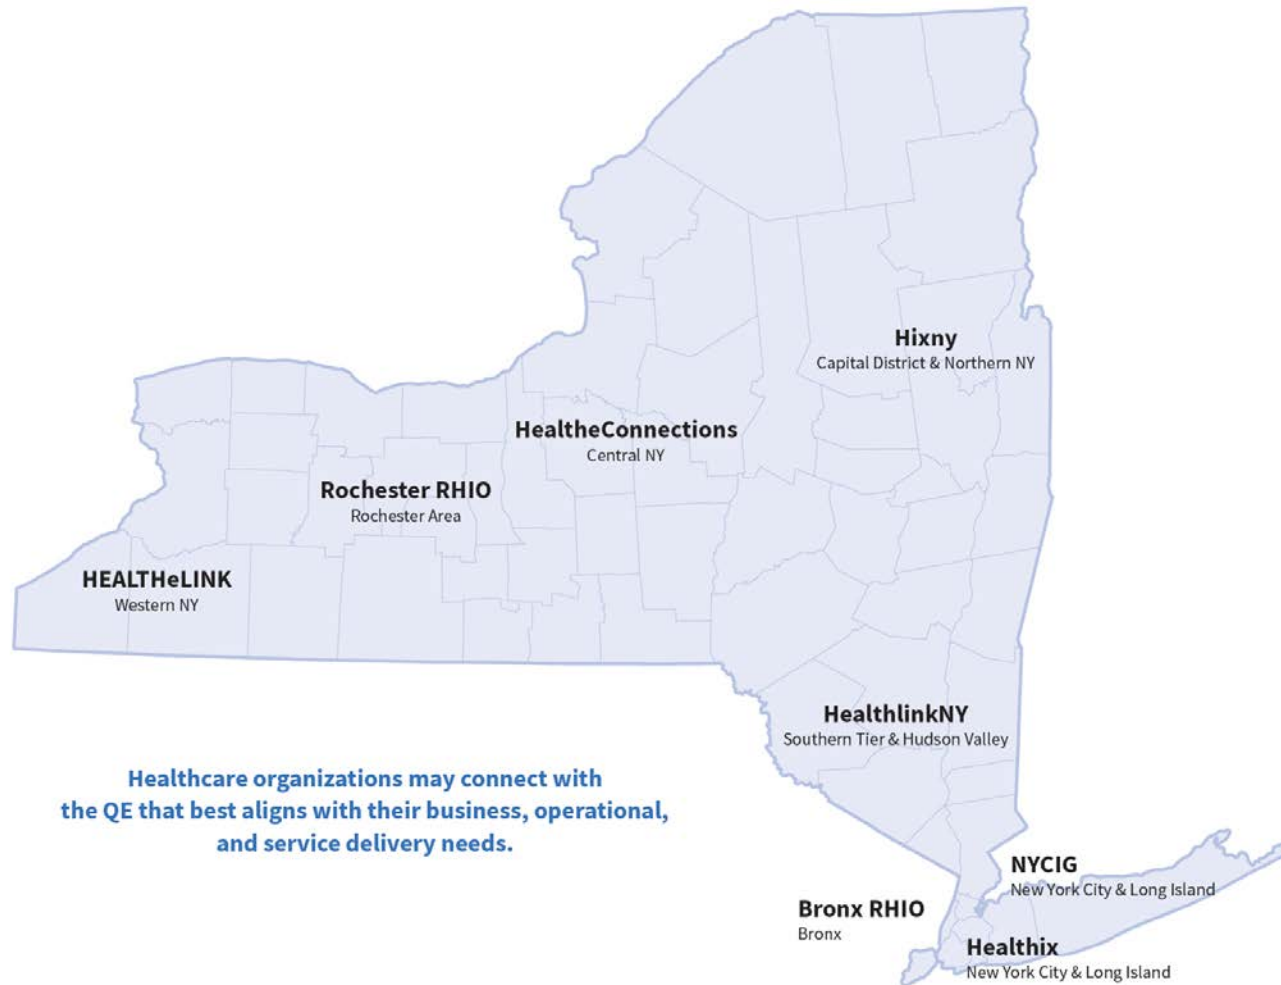 Hixny
Capital District & Northern NY
HealtheConnections
Central NY
Rochester RHIO
Rochester Area
HEALTHeLINK
Western NY
HealthlinkNY
Southern Tier & Hudson Valley
Healthcare organizations may connect with
the QE that best aligns with their business, operational,
and service delivery needs.
NYCIG
New York City & Long Island
Bronx RHIO
Bronx
Healthix
New York City & Long Island